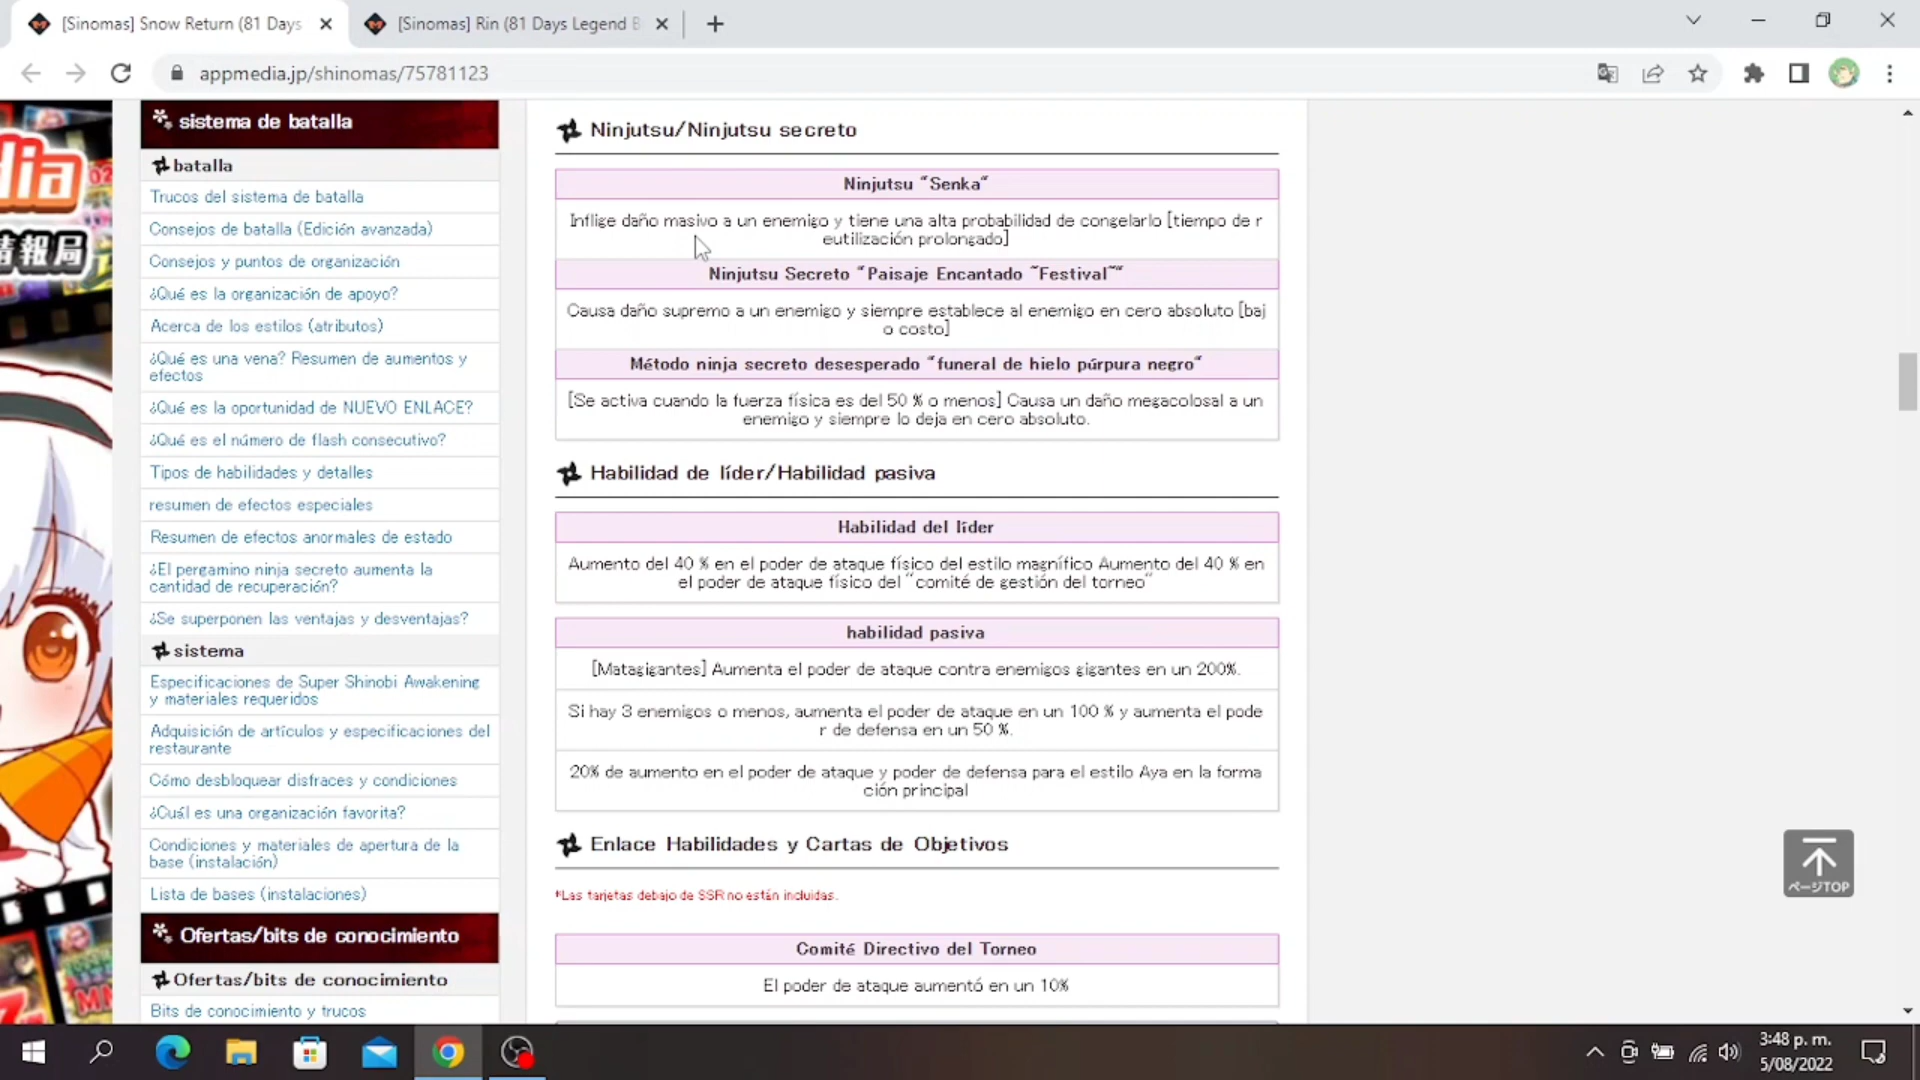 [Sinomas] Snow Return (81 Days
[Sinomas] Rin (81 Days Legend B
appmedia.jp/shinomas/75781123
dia
情報局
sistema de batalla
batalla
Trucos del sistema de batalla
Consejos de batalla (Edición avanzada)
Consejos y puntos de organización
¿Qué es la organización de apoyo?
Acerca de los estilos (atributos)
¿Qué es una vena? Resumen de aumentos y
efectos
¿Qué es la oportunidad de NUEVO ENLACE?
¿Qué es el número de flash consecutivo?
Tipos de habilidades y detalles
resumen de efectos especiales
Resumen de efectos anormales de estado
¿El pergamino ninja secreto aumenta la
cantidad de recuperación?
¿Se superponen las ventajas y desventajas?
sistema
Especificaciones de Super Shinobi Awakening
y materiales requeridos
Adquisición de artículos y especificaciones del
restaurante
Cómo desbloquear disfraces y condiciones
¿Cuál es una organización favorita?
Condiciones y materiales de apertura de la
base (instalación)
Lista de bases (instalaciones)
Ofertas/bits de conocimiento
Ofertas/bits de conocimiento
Bits de conocimiento y trucos
Ninjutsu/Ninjutsu secreto
Ninjutsu "Senka"
Inflige daño masivo a un enemigo y tiene una alta probabilidad de congelarlo [tiempo de r
eutilización prolongado]
Ninjutsu Secreto "Paisaje Encantado ~Festival~"
Causa daño supremo a un enemigo y siempre establece al enemigo en cero absoluto [baj
o costo]
Método ninja secreto desesperado "funeral de hielo púrpura negro"
[Se activa cuando la fuerza física es del 50 % o menos] Causa un daño megacolosal a un
enemigo y siempre lo deja en cero absoluto.
Habilidad de líder/Habilidad pasiva
Habilidad del líder
Aumento del 40 % en el poder de ataque físico del estilo magnífico Aumento del 40 % en
el poder de ataque físico del "comité de gestión del torneo"
habilidad pasiva
[Matagigantes] Aumenta el poder de ataque contra enemigos gigantes en un 200%.
Si hay 3 enemigos o menos, aumenta el poder de ataque en un 100 % y aumenta el pode
r de defensa en un 50 %.
20% de aumento en el poder de ataque y poder de defensa para el estilo Aya en la forma
ción principal
Enlace Habilidades y Cartas de Objetivos
*Las tarjetas debajo de SSR no están incluidas.
Comité Directivo del Torneo
El poder de ataque aumentó en un 10%
ページTOP
3:48 p. m.
5/08/2022